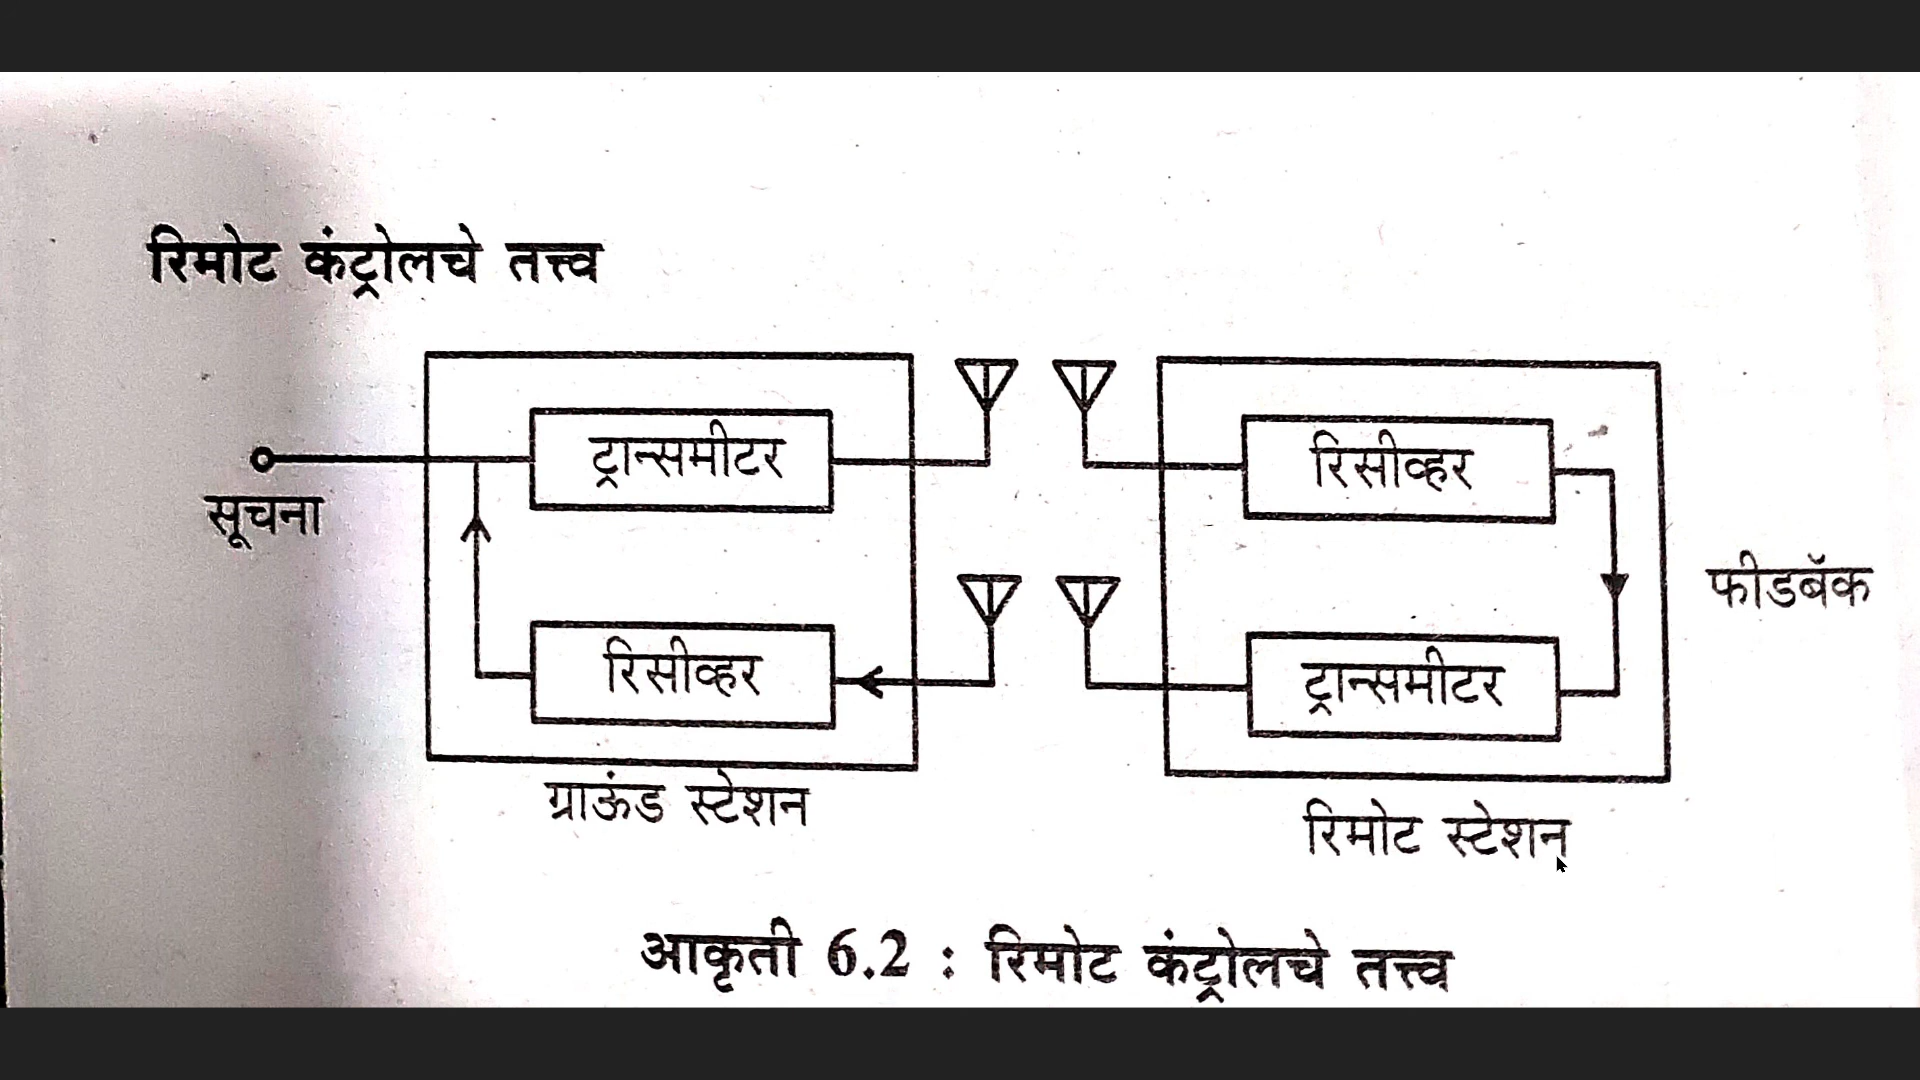 रिमोट कंट्रोलचे तत्त्व
ट्रान्समीटर
रिसीव्हर
सूचना
फीडबॅक
रिसीव्हर
ट्रान्समीटर
ग्राऊंड स्टेशन
रिमोट स्टेशन
आकृती 6.2 : रिमोट कंट्रोलचे तत्त्व